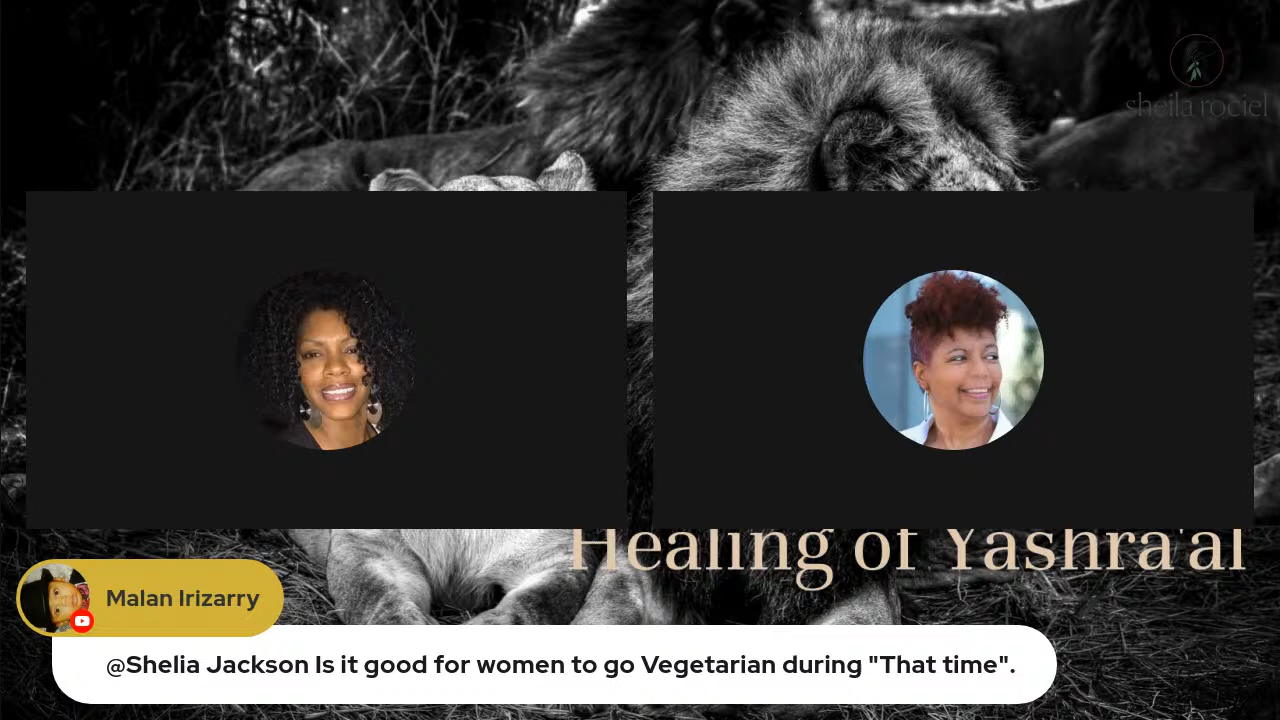 sheila rociel
Healing of Yashra'al
Malan Irizarry
@Shelia Jackson Is it good for women to go Vegetarian during "That time".